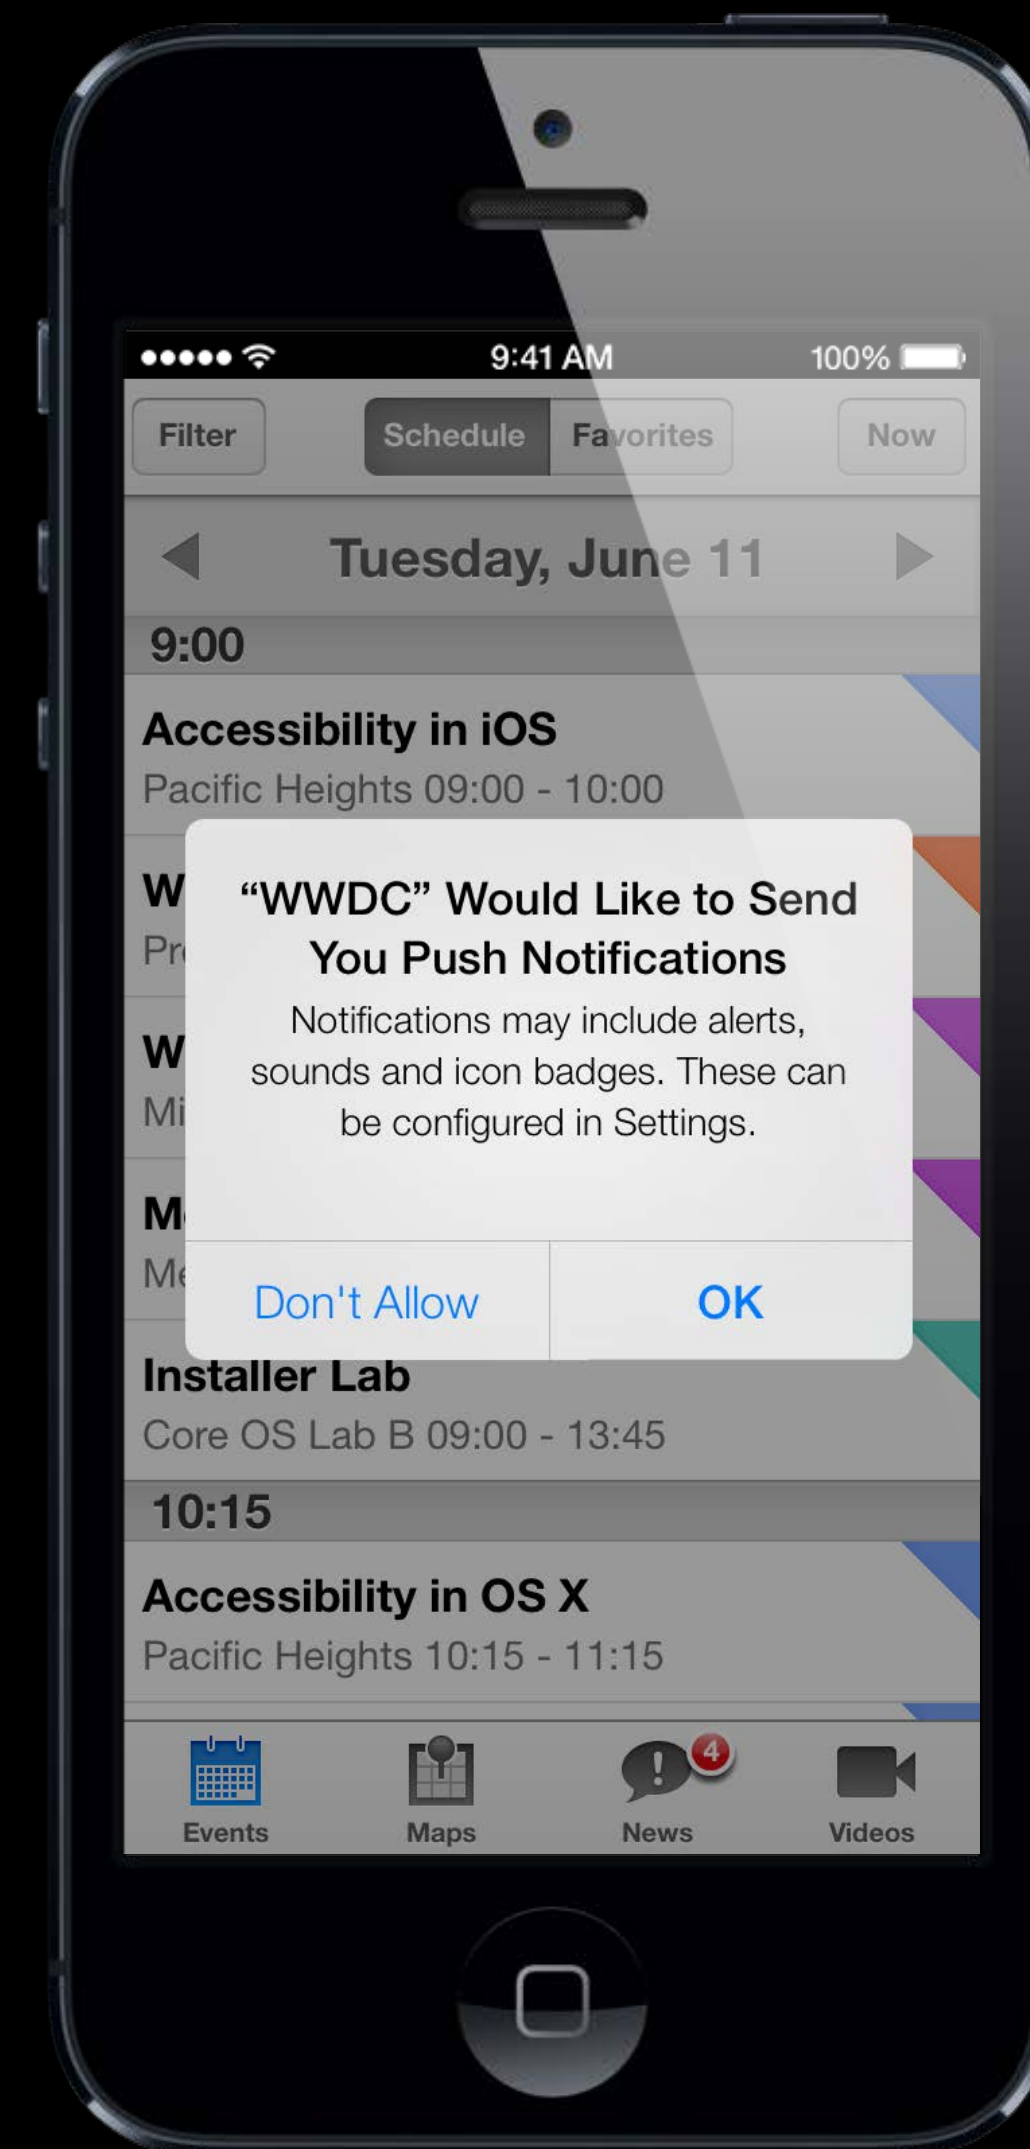 9:41 AM 100%
Filter Schedule Favorites Now
Tuesday, June 11
9:00
Accessibility in iOS
Pacific Heights 09:00 - 10:00
“WWDC” Would Like to Send
You Push Notifications
Notifications may include alerts,
sounds and icon badges. These can
be configured in Settings.
Don't Allow OK
Installer Lab
Core OS Lab B 09:00 - 13:45
10:15
Accessibility in OS X
Pacific Heights 10:15 - 11:15
4
Events Maps News Videos